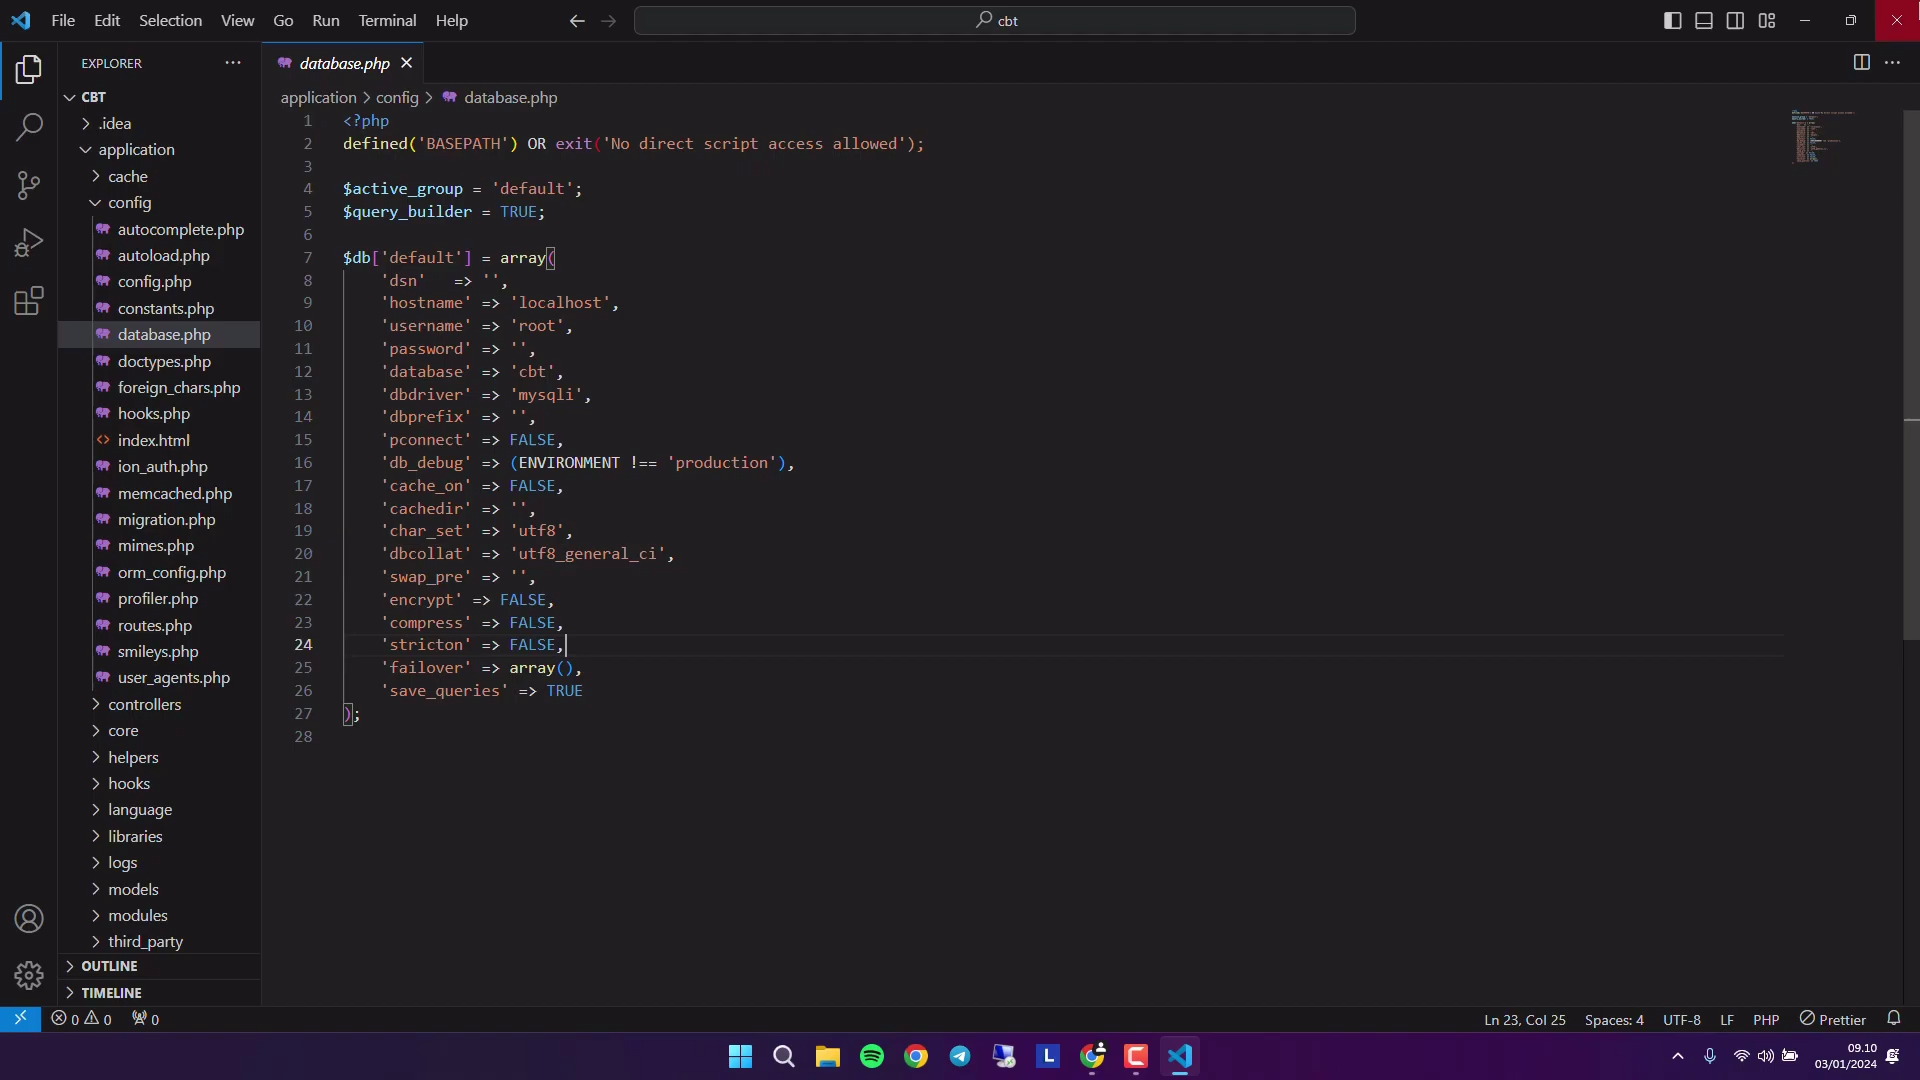 File Edit Selection View Go Run Terminal Help
cbt
EXPLORER
CBT
.idea
application
cache
config
autocomplete.php
autoload.php
config.php
constants.php
database.php
doctypes.php
foreign_chars.php
hooks.php
index.html
ion_auth.php
memcached.php
migration.php
mimes.php
orm_config.php
profiler.php
routes.php
smileys.php
user_agents.php
controllers
core
helpers
hooks
language
libraries
logs
models
modules
third_party
OUTLINE
TIMELINE
database.php
application > config > database.php
1 <?php
2 defined('BASEPATH') OR exit('No direct script access allowed');
3
4 $active_group = 'default';
5 $query_builder = TRUE;
6
7 $db['default'] = array(
8 'dsn'   => '',
9 'hostname' => 'localhost',
10 'username' => 'root',
11 'password' => '',
12 'database' => 'cbt',
13 'dbdriver' => 'mysqli',
14 'dbprefix' => '',
15 'pconnect' => FALSE,
16 'db_debug' => (ENVIRONMENT !== 'production'),
17 'cache_on' => FALSE,
18 'cachedir' => '',
19 'char_set' => 'utf8',
20 'dbcollat' => 'utf8_general_ci',
21 'swap_pre' => '',
22 'encrypt' => FALSE,
23 'compress' => FALSE,
24 'stricton' => FALSE,
25 'failover' => array(),
26 'save_queries' => TRUE
27 );
28
0 0 0
Ln 23, Col 25 Spaces: 4 UTF-8 LF PHP Prettier
L
09.10
03/01/2024